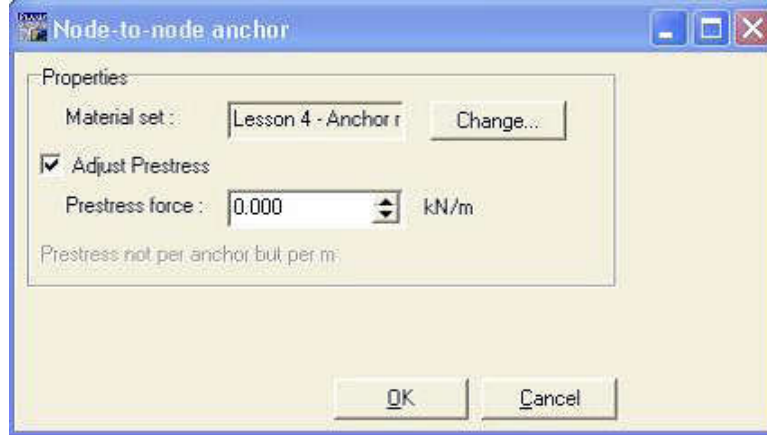 Node-to-node anchor
Properties
Material set : Lesson 4 - Anchor r Change...
Adjust Prestress
Prestress force : 0.000 kN/m
Prestress not per anchor but per m
OK Cancel